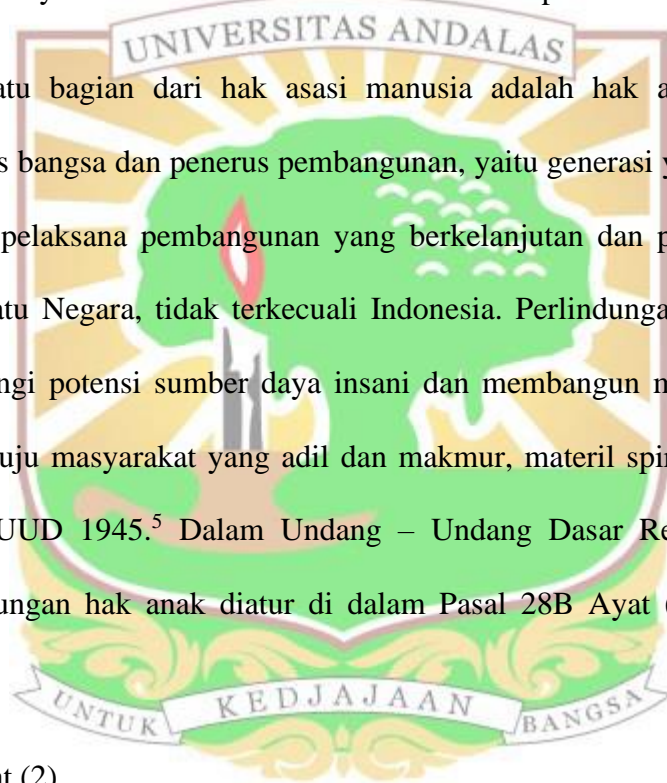 UNIVERSITAS ANDALAS
atu bagian dari hak asasi manusia adalah hak a
s bangsa dan penerus pembangunan, yaitu generasi y
pelaksana pembangunan yang berkelanjutan dan p
atu Negara, tidak terkecuali Indonesia. Perlindunga
ngi potensi sumber daya insani dan membangun m
uju masyarakat yang adil dan makmur, materil spir
UUD 1945.⁵ Dalam Undang – Undang Dasar Re
ungan hak anak diatur di dalam Pasal 28B Ayat (
UNTUK KEDJAJAAN BANGSA
at (2)